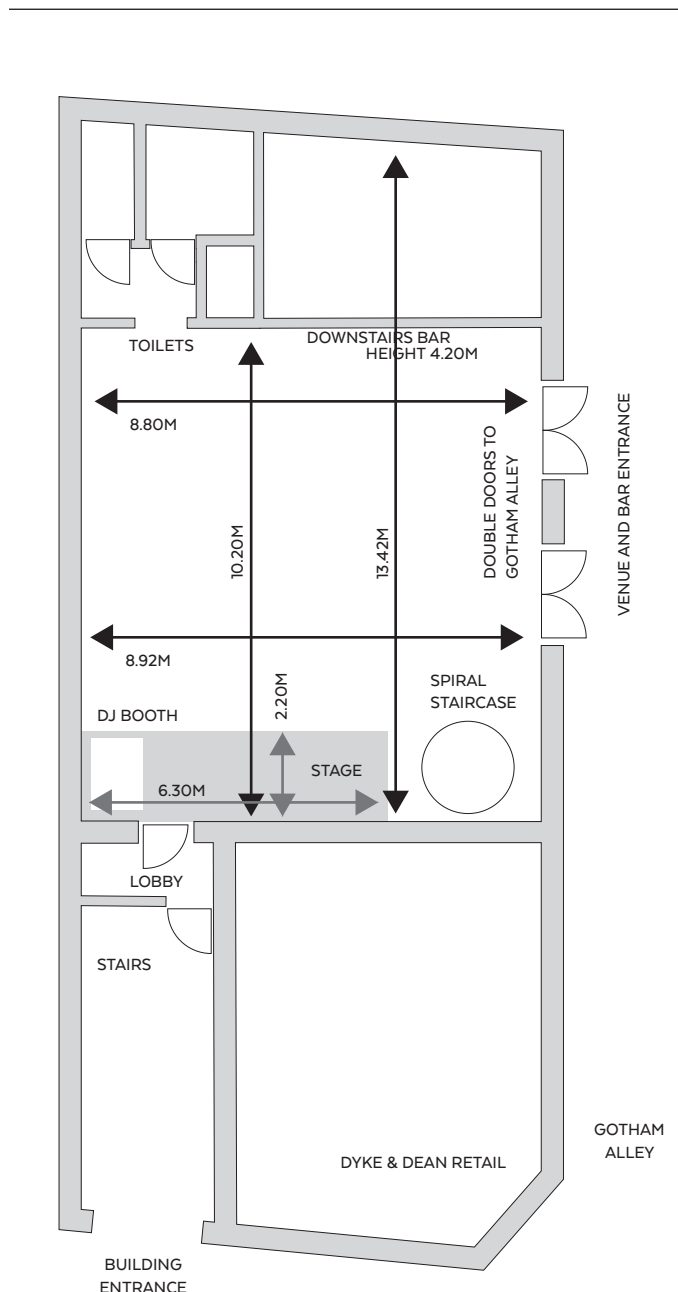 TOILETS
DOWNSTAIRS BAR
HEIGHT 4.20M
8.80M
DOUBLE DOORS TO
GOTHAM ALLEY
VENUE AND BAR ENTRANCE
10.20M
13.42M
8.92M
2.20M
SPIRAL
STAIRCASE
DJ BOOTH
STAGE
6.30M
LOBBY
STAIRS
GOTHAM
ALLEY
DYKE & DEAN RETAIL
BUILDING
ENTRANCE